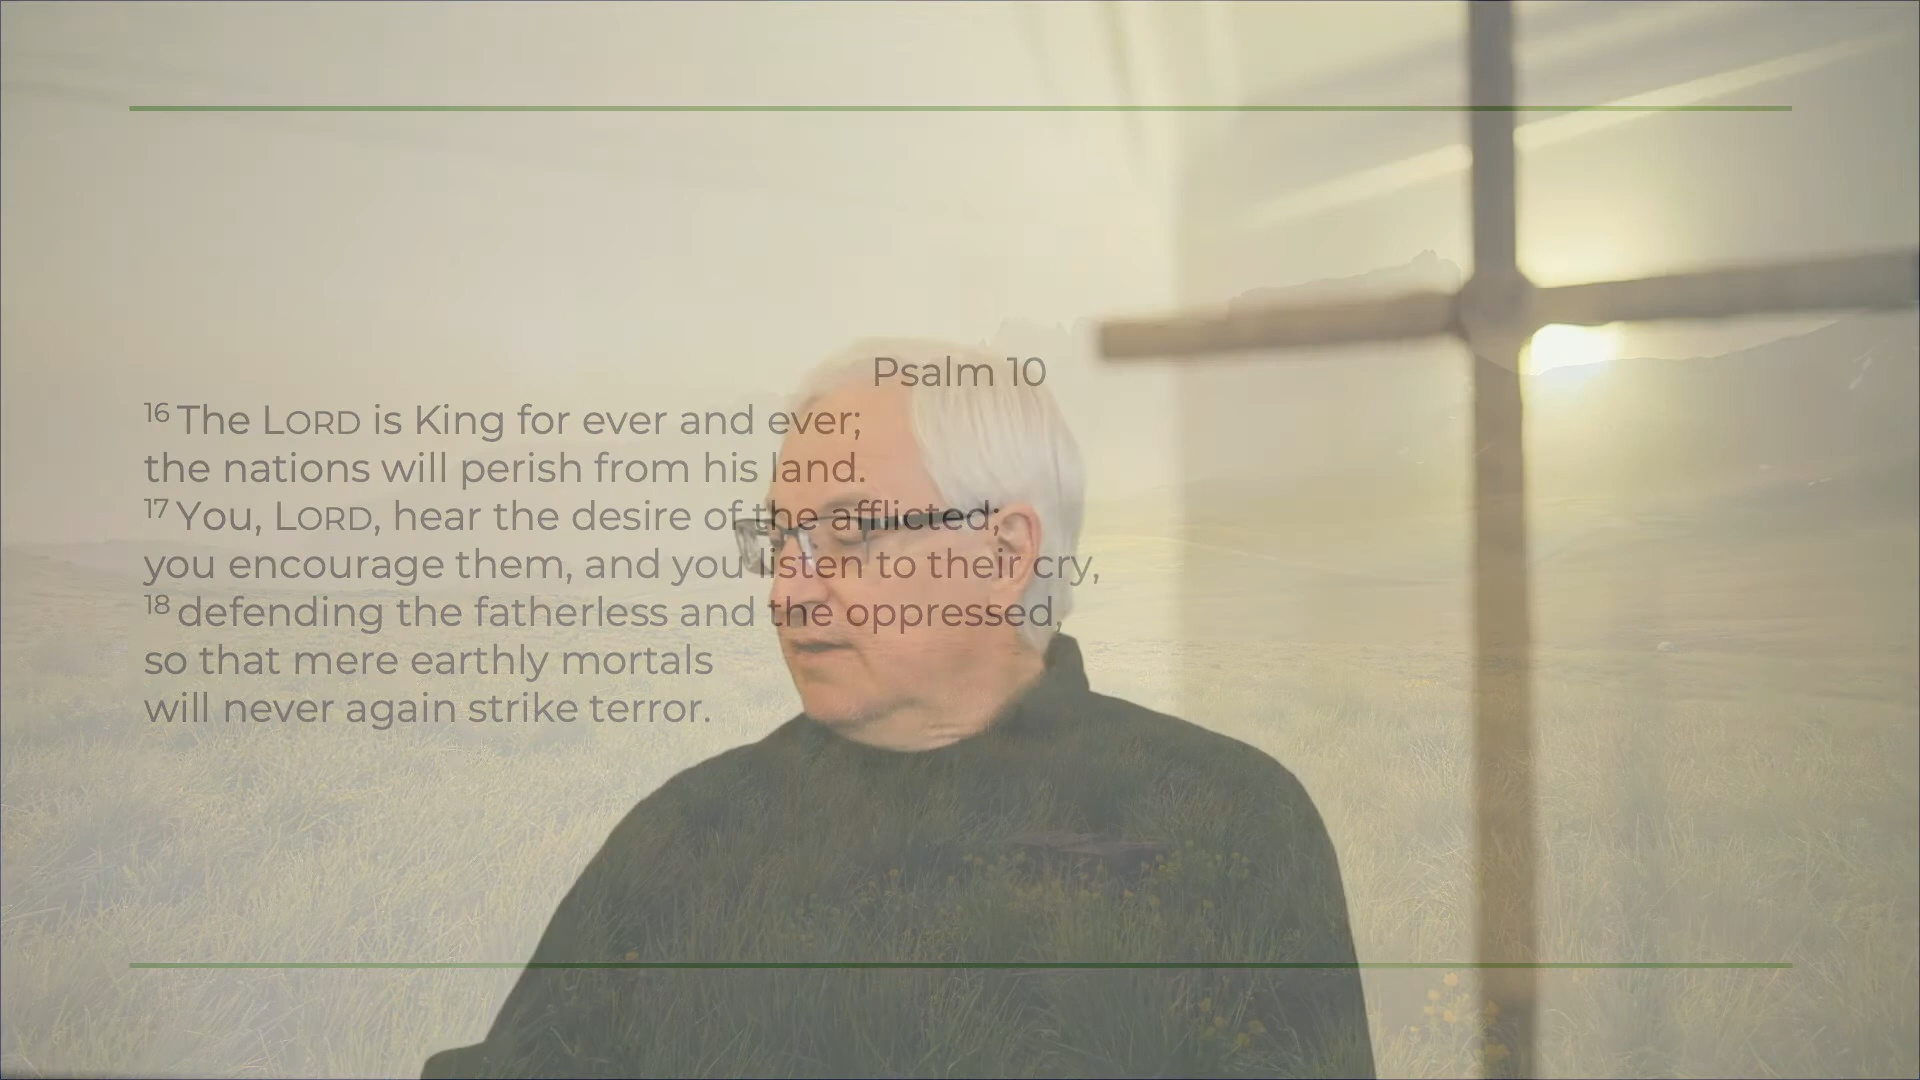 Psalm 10
16 The LORD is King for ever and ever;
the nations will perish from his land.
17 You, LORD, hear the desire of the afflicted;
you encourage them, and you listen to their cry,
18 defending the fatherless and the oppressed,
so that mere earthly mortals
will never again strike terror.